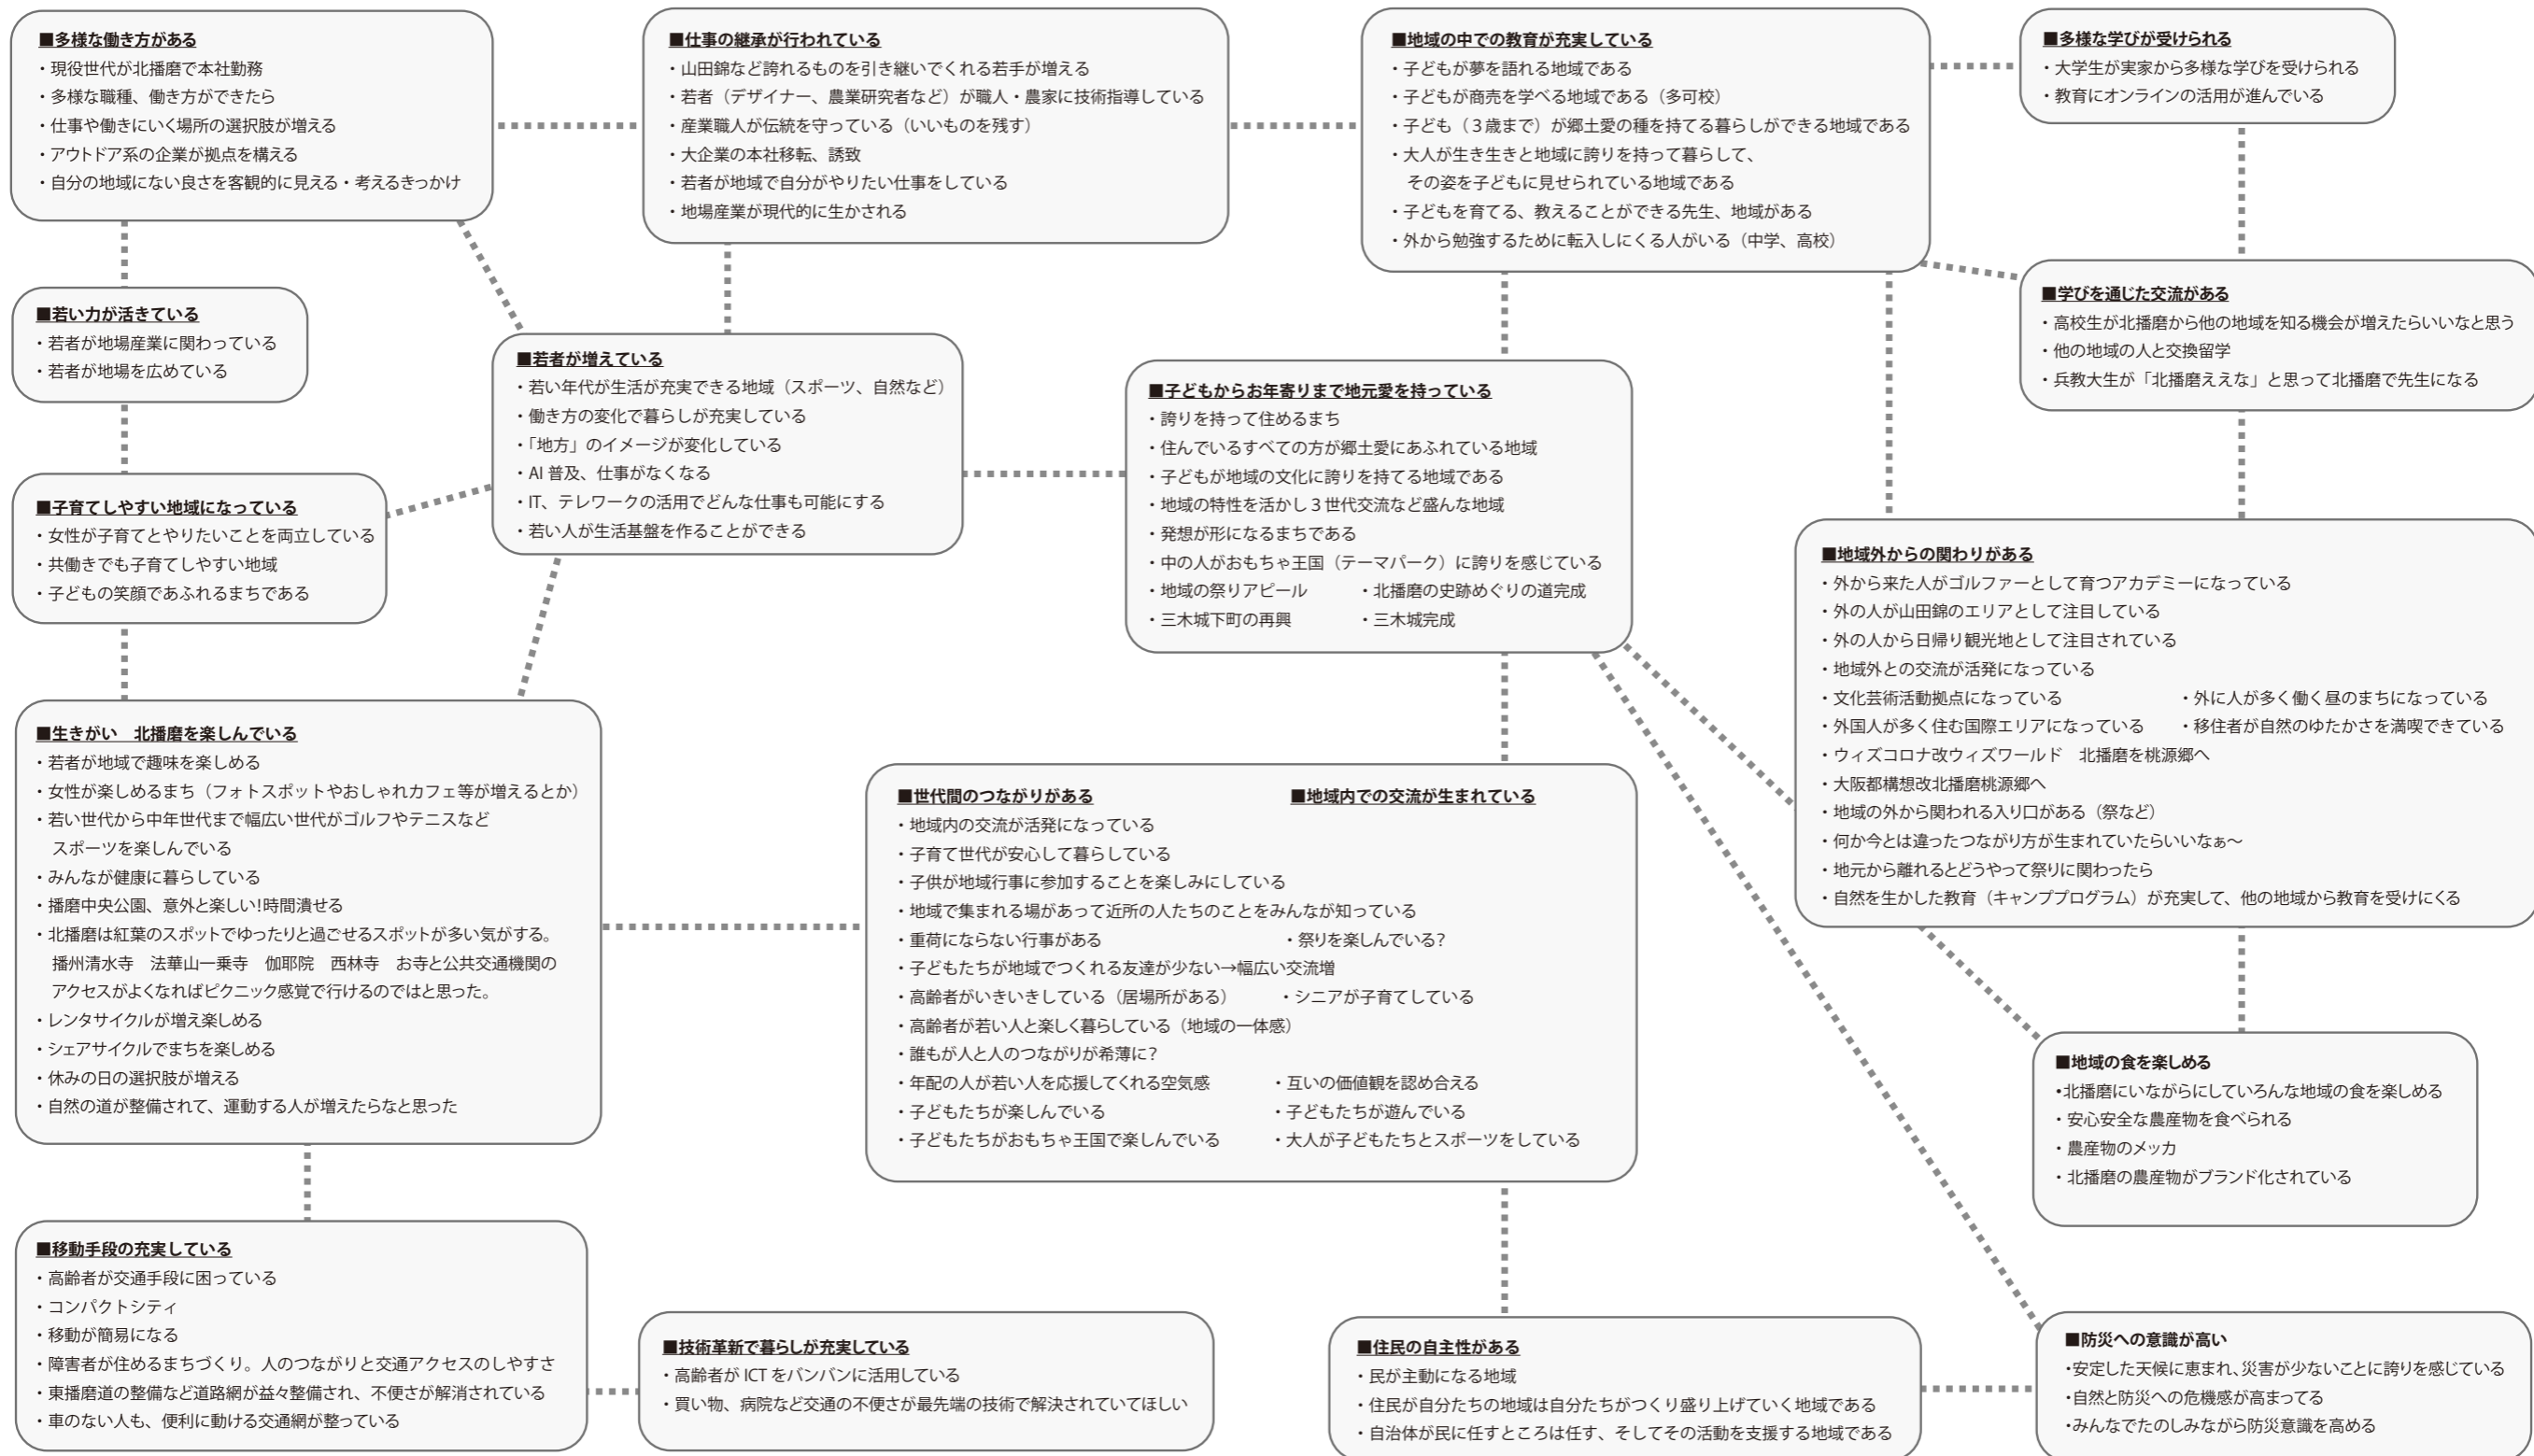 ■多様な働き方がある
・現役世代が北播磨で本社勤務
・多様な職種、働き方ができたら
・仕事や働きにいく場所の選択肢が増える
・アウトドア系の企業が拠点を構える
・自分の地域にない良さを客観的に見える・考えるきっかけ
■仕事の継承が行われている
・山田錦など誇れるものを引き継いでくれる若手が増える
・若者（デザイナー、農業研究者など）が職人・農家に技術指導している
・産業職人が伝統を守っている（いいものを残す）
・大企業の本社移転、誘致
・若者が地域で自分がやりたい仕事をしている
・地場産業が現代的に生かされる
■地域の中での教育が充実している
・子どもが夢を語れる地域である
・子どもが商売を学べる地域である（多可校）
・子ども（３歳まで）が郷土愛の種を持てる暮らしができる地域である
・大人が生き生きと地域に誇りを持って暮らして、
その姿を子どもに見せられている地域である
・子どもを育てる、教えることができる先生、地域がある
・外から勉強するために転入しにくる人がいる（中学、高校）
■多様な学びが受けられる
・大学生が実家から多様な学びを受けられる
・教育にオンラインの活用が進んでいる
■若い力が活きている
・若者が地場産業に関わっている
・若者が地場を広めている
■若者が増えている
・若い年代が生活が充実できる地域（スポーツ、自然など）
・働き方の変化で暮らしが充実している
・「地方」のイメージが変化している
・AI 普及、仕事がなくなる
・IT、テレワークの活用でどんな仕事も可能にする
・若い人が生活基盤を作ることができる
■子どもからお年寄りまで地元愛を持っている
・誇りを持って住めるまち
・住んでいるすべての方が郷土愛にあふれている地域
・子どもが地域の文化に誇りを持てる地域である
・地域の特性を活かし３世代交流など盛んな地域
・発想が形になるまちである
・中の人がおもちゃ王国（テーマパーク）に誇りを感じている
・地域の祭りアピール ・北播磨の史跡めぐりの道完成
・三木城下町の再興 ・三木城完成
■学びを通じた交流がある
・高校生が北播磨から他の地域を知る機会が増えたらいいなと思う
・他の地域の人と交換留学
・兵教大生が「北播磨ええな」と思って北播磨で先生になる
■子育てしやすい地域になっている
・女性が子育てとやりたいことを両立している
・共働きでも子育てしやすい地域
・子どもの笑顔であふれるまちである
■地域外からの関わりがある
・外から来た人がゴルファーとして育つアカデミーになっている
・外の人が山田錦のエリアとして注目している
・外の人から日帰り観光地として注目されている
・地域外との交流が活発になっている
・文化芸術活動拠点になっている ・外に人が多く働く昼のまちになっている
・外国人が多く住む国際エリアになっている ・移住者が自然のゆたかさを満喫できている
・ウィズコロナ改ウィズワールド　北播磨を桃源郷へ
・大阪都構想改北播磨桃源郷へ
・地域の外から関われる入り口がある（祭など）
・何か今とは違ったつながり方が生まれていたらいいなぁ〜
・地元から離れるとどうやって祭りに関わったら
・自然を生かした教育（キャンププログラム）が充実して、他の地域から教育を受けにくる
■生きがい　北播磨を楽しんでいる
・若者が地域で趣味を楽しめる
・女性が楽しめるまち（フォトスポットやおしゃれカフェ等が増えるとか）
・若い世代から中年世代まで幅広い世代がゴルフやテニスなど
スポーツを楽しんでいる
・みんなが健康に暮らしている
・播磨中央公園、意外と楽しい!時間潰せる
・北播磨は紅葉のスポットでゆったりと過ごせるスポットが多い気がする。
播州清水寺　法華山一乗寺　伽耶院　西林寺　お寺と公共交通機関の
アクセスがよくなればピクニック感覚で行けるのではと思った。
・レンタサイクルが増え楽しめる
・シェアサイクルでまちを楽しめる
・休みの日の選択肢が増える
・自然の道が整備されて、運動する人が増えたらなと思った
■世代間のつながりがある ■地域内での交流が生まれている
・地域内の交流が活発になっている
・子育て世代が安心して暮らしている
・子供が地域行事に参加することを楽しみにしている
・地域で集まれる場があって近所の人たちのことをみんなが知っている
・重荷にならない行事がある ・祭りを楽しんでいる？
・子どもたちが地域でつくれる友達が少ない→幅広い交流増
・高齢者がいきいきしている（居場所がある） ・シニアが子育てしている
・高齢者が若い人と楽しく暮らしている（地域の一体感）
・誰もが人と人のつながりが希薄に？
・年配の人が若い人を応援してくれる空気感 ・互いの価値観を認め合える
・子どもたちが楽しんでいる ・子どもたちが遊んでいる
・子どもたちがおもちゃ王国で楽しんでいる ・大人が子どもたちとスポーツをしている
■地域の食を楽しめる
・北播磨にいながらにしていろんな地域の食を楽しめる
・安心安全な農産物を食べられる
・農産物のメッカ
・北播磨の農産物がブランド化されている
■移動手段の充実している
・高齢者が交通手段に困っている
・コンパクトシティ
・移動が簡易になる
・障害者が住めるまちづくり。人のつながりと交通アクセスのしやすさ
・東播磨道の整備など道路網が益々整備され、不便さが解消されている
・車のない人も、便利に動ける交通網が整っている
■技術革新で暮らしが充実している
・高齢者が ICT をバンバンに活用している
・買い物、病院など交通の不便さが最先端の技術で解決されていてほしい
■住民の自主性がある
・民が主動になる地域
・住民が自分たちの地域は自分たちがつくり盛り上げていく地域である
・自治体が民に任すところは任す、そしてその活動を支援する地域である
■防災への意識が高い
・安定した天候に恵まれ、災害が少ないことに誇りを感じている
・自然と防災への危機感が高まってる
・みんなでたのしみながら防災意識を高める